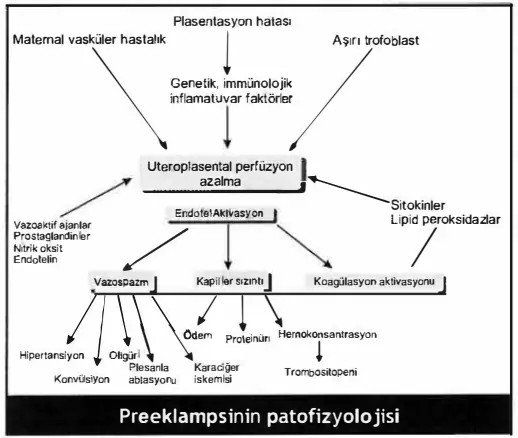 Plasentasyon hatası
Maternal vasküler hastalık
Aşırı trofoblast
Genetik, immünolojik
inflamatuvar faktörler
Uteroplasental perfüzyon
azalma
Sitokinler
Lipid peroksidazlar
Endotel Aktivasyon
Vazoaktif ajanlar
Prostaglandinler
Nitrik oksit
Endotelin
Vazospazm
Kapiller sızıntı
Koagülasyon aktivasyonu
Ödem
Proteinüri
Hemokonsantrasyon
Hipertansiyon
Oligüri
Plesanta
ablasyonu
Karaciğer
iskemisi
Konvülsiyon
Trombositopeni
Preeklampsinin patofizyolojisi